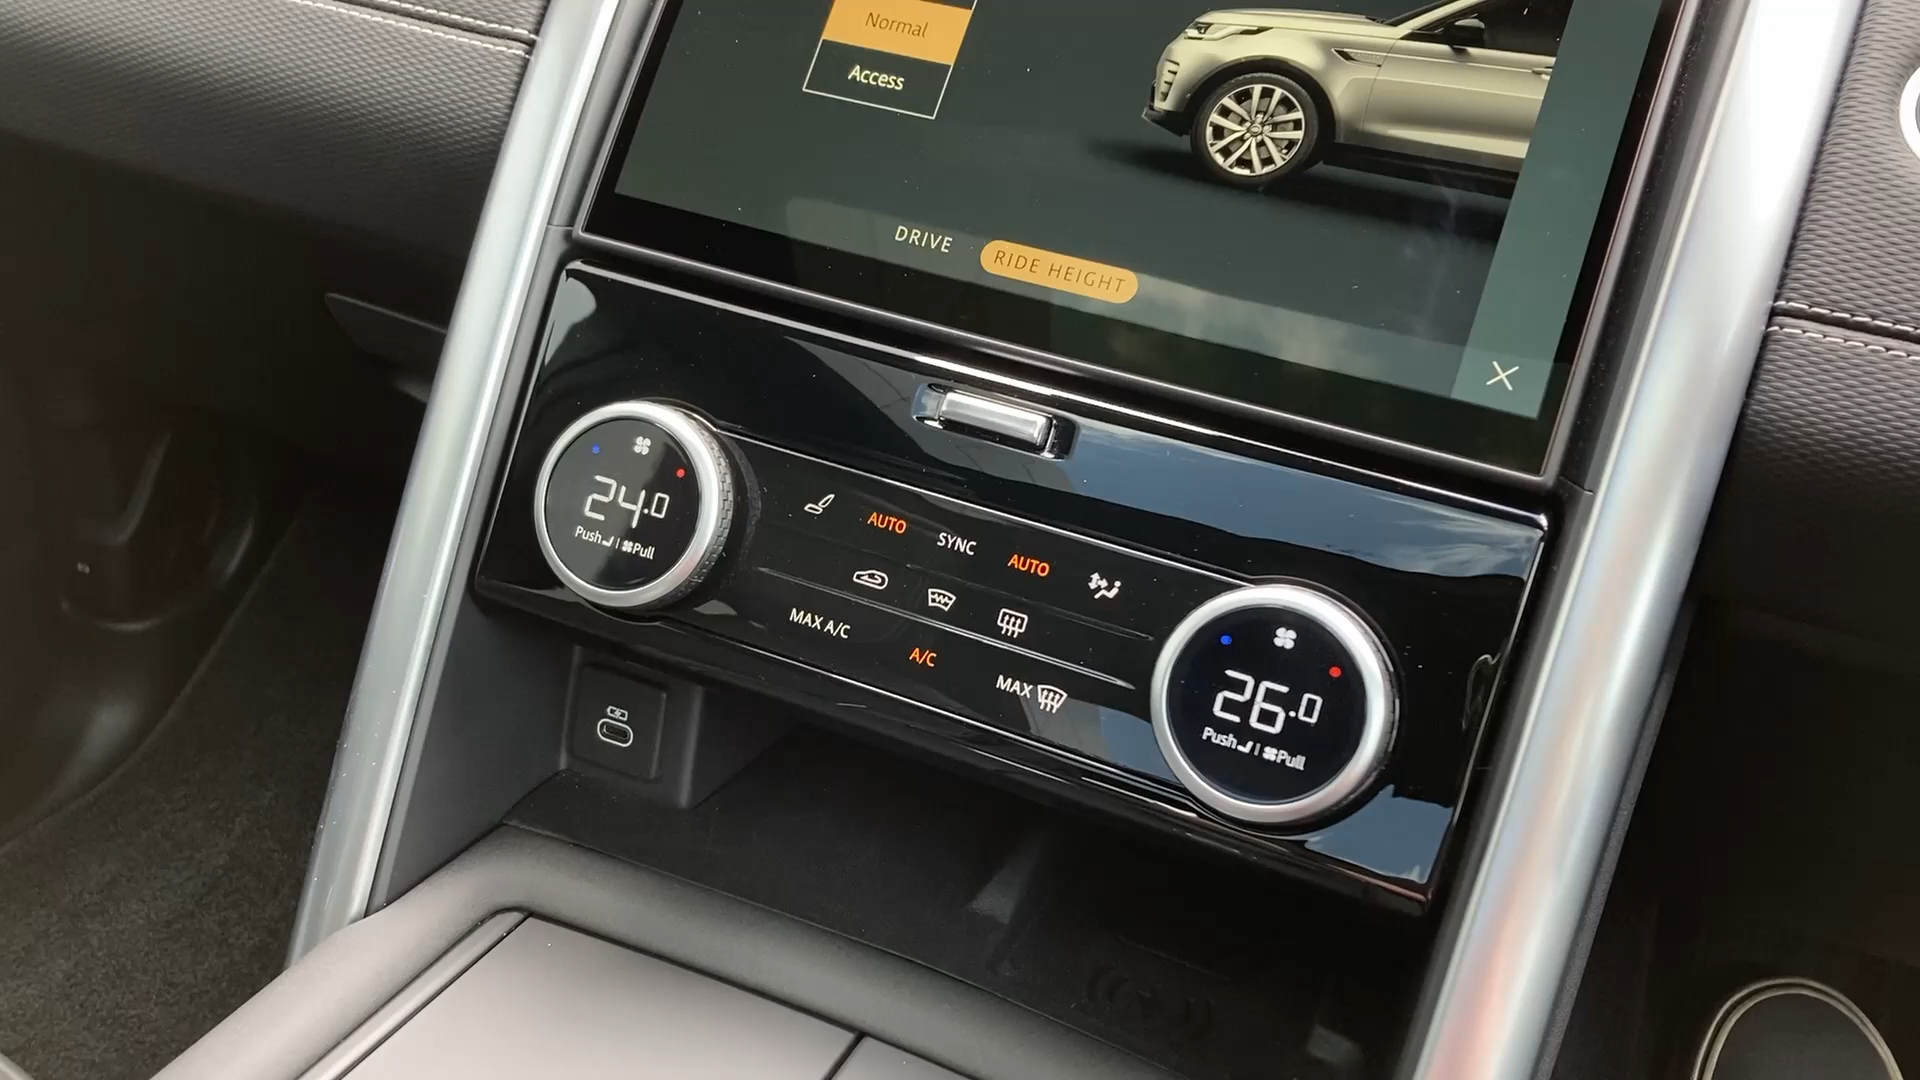 Normal
Access
DRIVE
RIDE HEIGHT
24.0
Push Pull
AUTO
SYNC
AUTO
MAX A/C
A/C
MAX
26.0
Push Pull